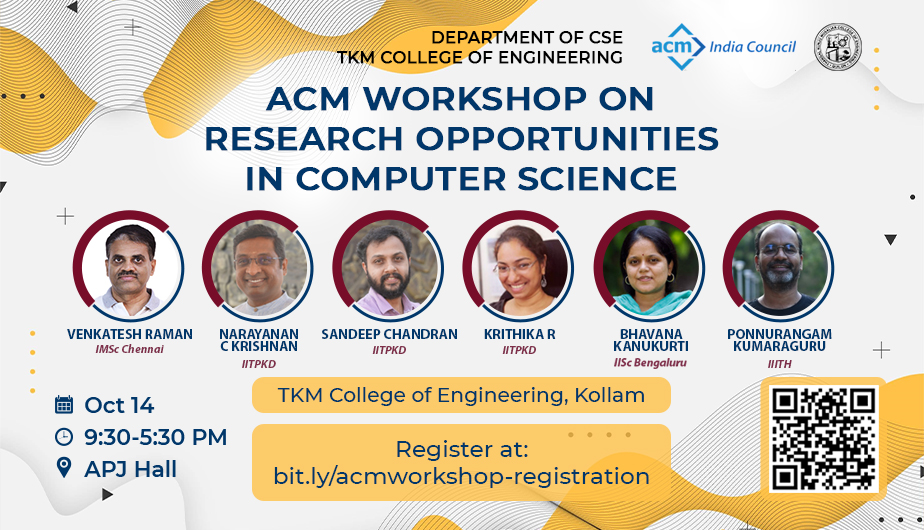 DEPARTMENT OF CSE
TKM COLLEGE OF ENGINEERING
acm India Council
ACM WORKSHOP ON
RESEARCH OPPORTUNITIES
IN COMPUTER SCIENCE
VENKATESH RAMAN
IMSc Chennai
NARAYANAN
C KRISHNAN
IITPKD
SANDEEP CHANDRAN
IITPKD
KRITHIKA R
IITPKD
BHAVANA
KANUKURTI
IISc Bengaluru
PONNURANGAM
KUMARAGURU
IIITH
Oct 14
9:30-5:30 PM
APJ Hall
TKM College of Engineering, Kollam
Register at:
bit.ly/acmworkshop-registration